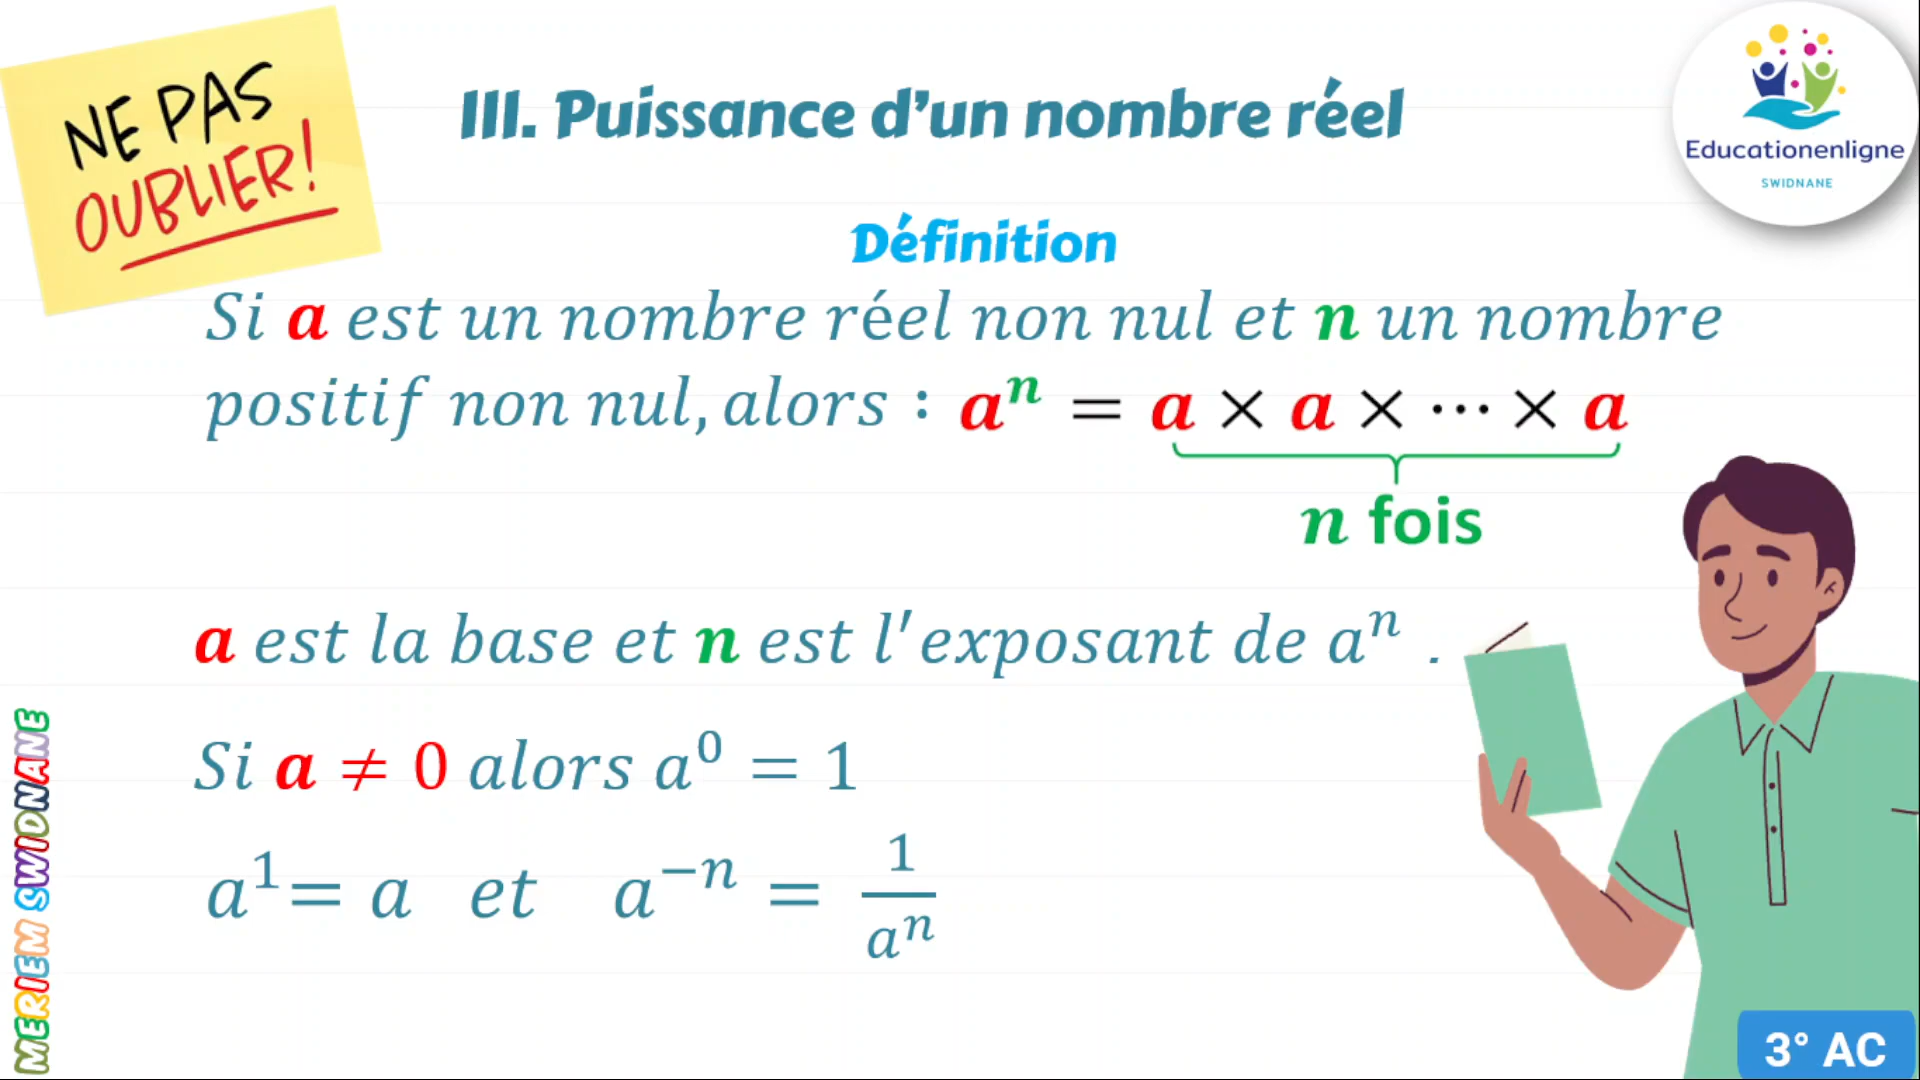 NE PAS
OUBLIER!
III. Puissance d'un nombre réel
Educationenligne
SWIDNANE
Définition
Si a est un nombre réel non nul et n un nombre
positif non nul, alors : aⁿ = a × a × ⋯ × a
n fois
a est la base et n est l'exposant de aⁿ .
Si a ≠ 0 alors a⁰ = 1
a¹= a et a⁻ⁿ = 1/aⁿ
MERIEM SWIDNANE
3° AC